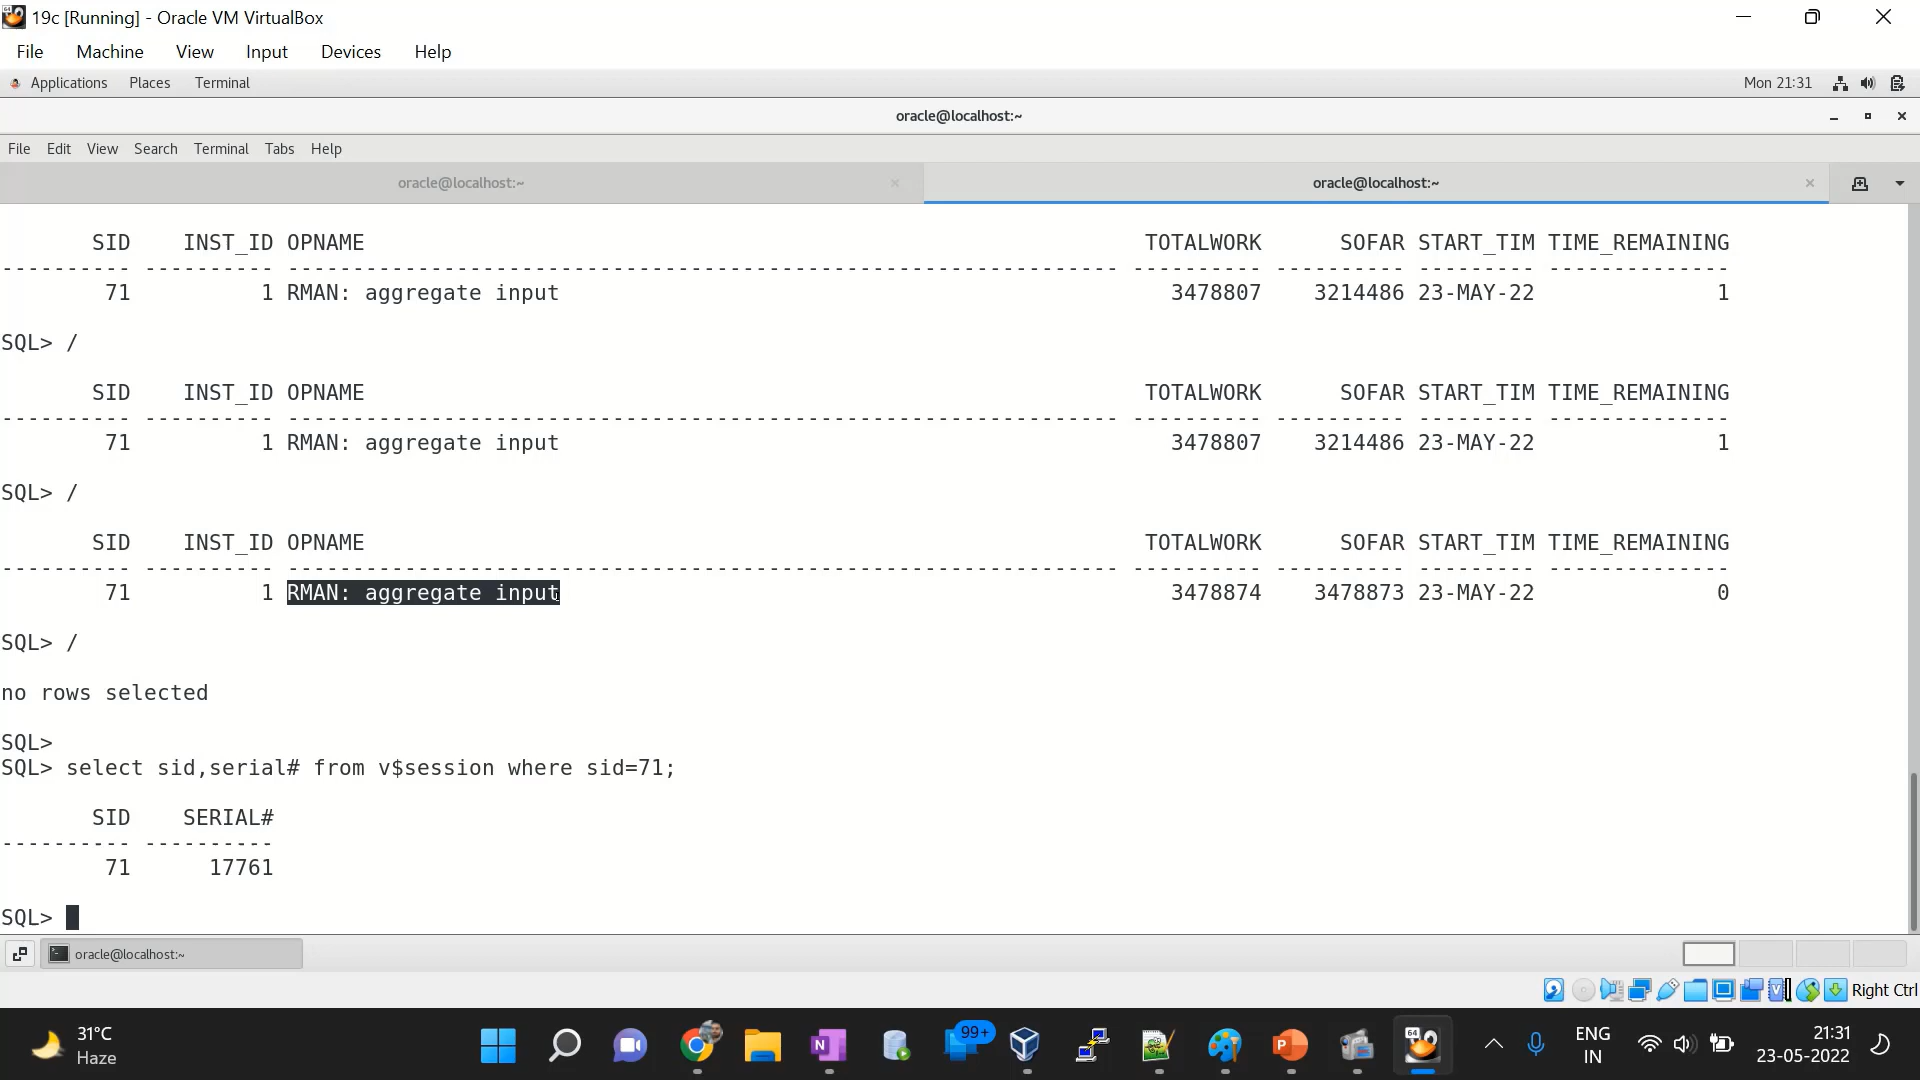 19c [Running] - Oracle VM VirtualBox
File Machine View Input Devices Help
Applications Places Terminal Mon 21:31
oracle@localhost:~
File Edit View Search Terminal Tabs Help
oracle@localhost:~ oracle@localhost:~
SID INST_ID OPNAME TOTALWORK SOFAR START_TIM TIME_REMAINING
---------- ---------- ---------------------------------------------------------------- ---------- ---------- --------- --------------
71 1 RMAN: aggregate input 3478807 3214486 23-MAY-22 1
SQL> /
SID INST_ID OPNAME TOTALWORK SOFAR START_TIM TIME_REMAINING
---------- ---------- ---------------------------------------------------------------- ---------- ---------- --------- --------------
71 1 RMAN: aggregate input 3478807 3214486 23-MAY-22 1
SQL> /
SID INST_ID OPNAME TOTALWORK SOFAR START_TIM TIME_REMAINING
---------- ---------- ---------------------------------------------------------------- ---------- ---------- --------- --------------
71 1 RMAN: aggregate input 3478874 3478873 23-MAY-22 0
SQL> /
no rows selected
SQL>
SQL> select sid,serial# from v$session where sid=71;
SID SERIAL#
---------- ----------
71 17761
SQL>
oracle@localhost:~
Right Ctrl
31°C
Haze
99+
64
ENG
IN
21:31
23-05-2022